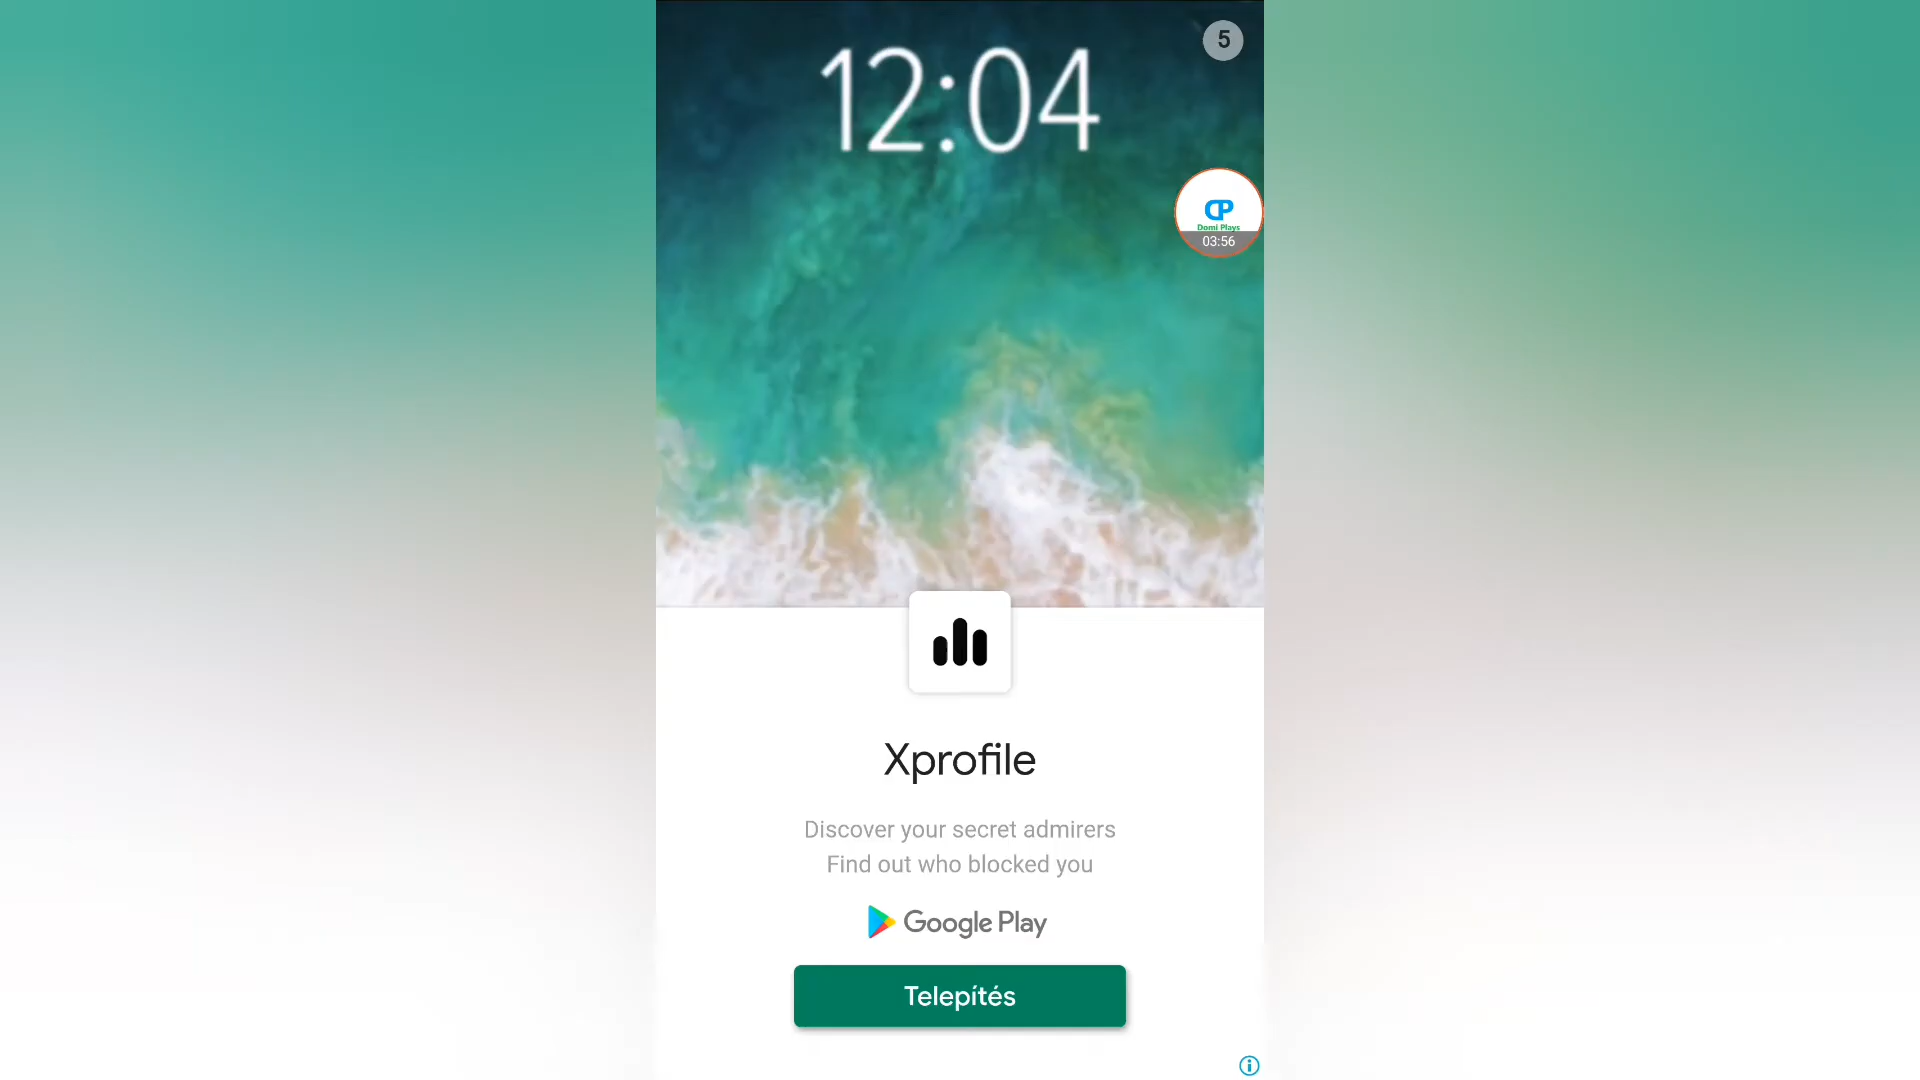 12:04
5
CP
Domi Plays
03:56
Xprofile
Discover your secret admirers
Find out who blocked you
Google Play
Telepítés